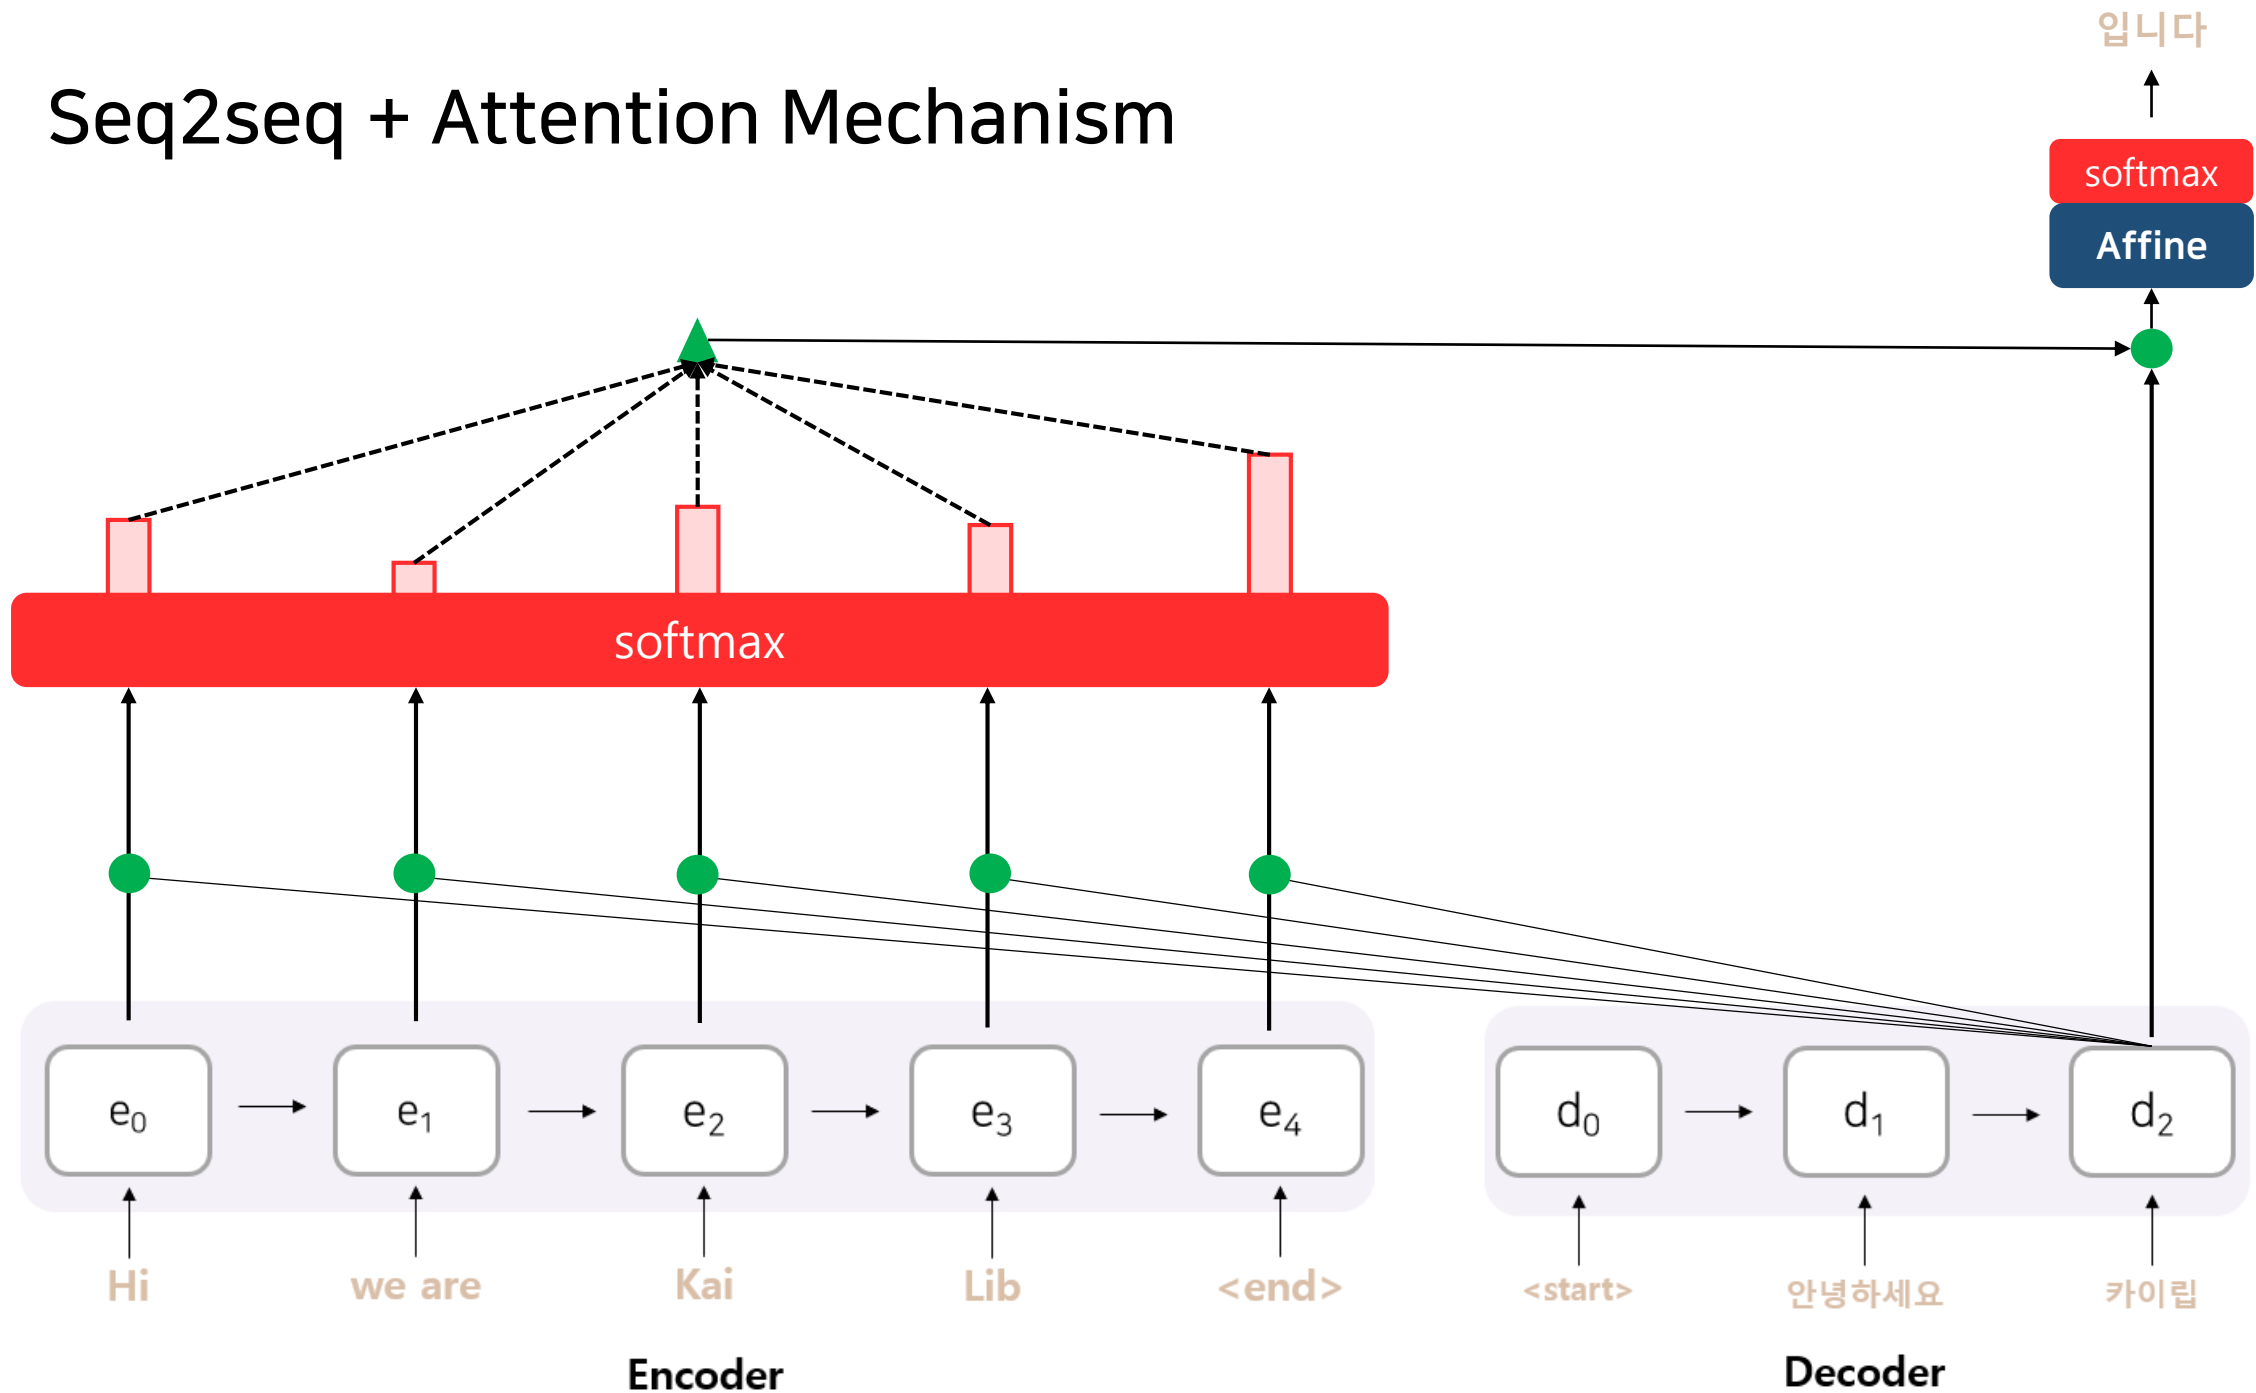 입니다
Seq2seq + Attention Mechanism
softmax
Affine
softmax
e0 e1 e2 e3 e4 d0 d1 d2
Hi we are Kai Lib <end> <start> 안녕하세요 카이립
Encoder Decoder